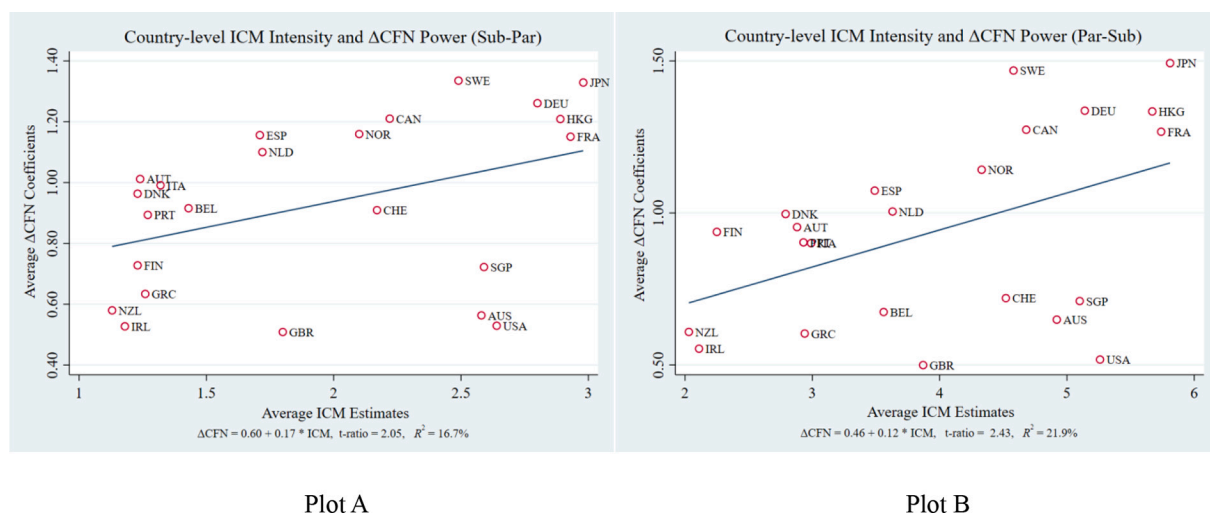 Country-level ICM Intensity and ΔCFN Power (Sub-Par)
Average ΔCFN Coefficients
1.40
1.20
1.00
0.80
0.60
0.40
SWE
JPN
DEU
CAN
HKG
ESP
NOR
FRA
NLD
AUT
ITA
DNK
BEL
PRT
CHE
FIN
SGP
GRC
NZL
AUS
IRL
GBR
USA
1
1.5
2
2.5
3
Average ICM Estimates
ΔCFN = 0.60 + 0.17 * ICM, t-ratio = 2.05, R² = 16.7%
Plot A
Country-level ICM Intensity and ΔCFN Power (Par-Sub)
Average ΔCFN Coefficients
1.50
1.00
0.50
JPN
SWE
DEU
HKG
CAN
FRA
NOR
ESP
DNK
NLD
FIN
AUT
PRT
ITA
CHE
SGP
BEL
AUS
NZL
GRC
IRL
USA
GBR
2
3
4
5
6
Average ICM Estimates
ΔCFN = 0.46 + 0.12 * ICM, t-ratio = 2.43, R² = 21.9%
Plot B